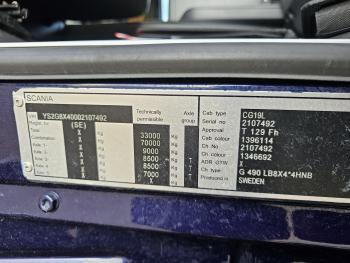 SCANIA
VIN YS2G8X40002107492
Regist. no (SE)
Total X 33000 Kg
Combination X 70000 Kg
Axle 1: X 9000 Kg
Axle 2: X 8500 Kg T
Axle 3: X 8500 Kg T
Axle 4: X 7000 Kg
X
Technically permissible
Axle group
Cab type CG19L
Serial no 2107492
Approval T 129 Fh
Cab colour 1396114
Ch. No 2107492
Ch. colour 1346692
ADR GTW X
Ch type G 490 LB8X4*4HNB
Produced in SWEDEN